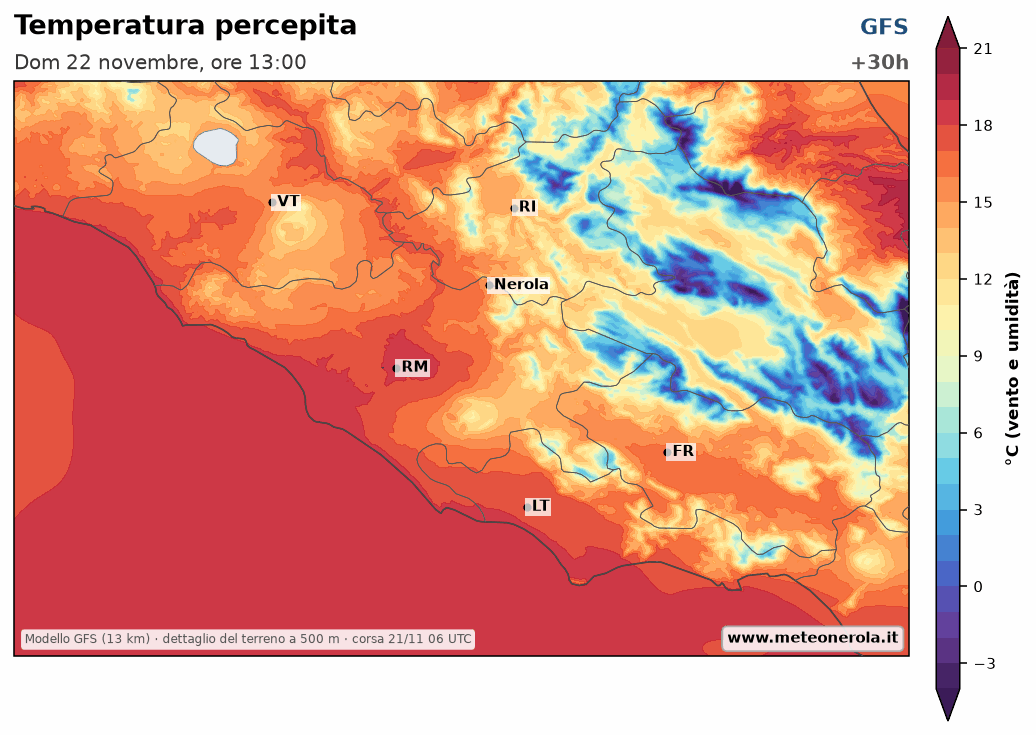 Temperatura percepita
GFS
Dom 22 novembre, ore 13:00
+30h
VT
RI
Nerola
RM
FR
LT
Modello GFS (13 km) · dettaglio del terreno a 500 m · corsa 21/11 06 UTC
www.meteonerola.it
21
18
15
12
9
6
3
0
−3
°C (vento e umidità)